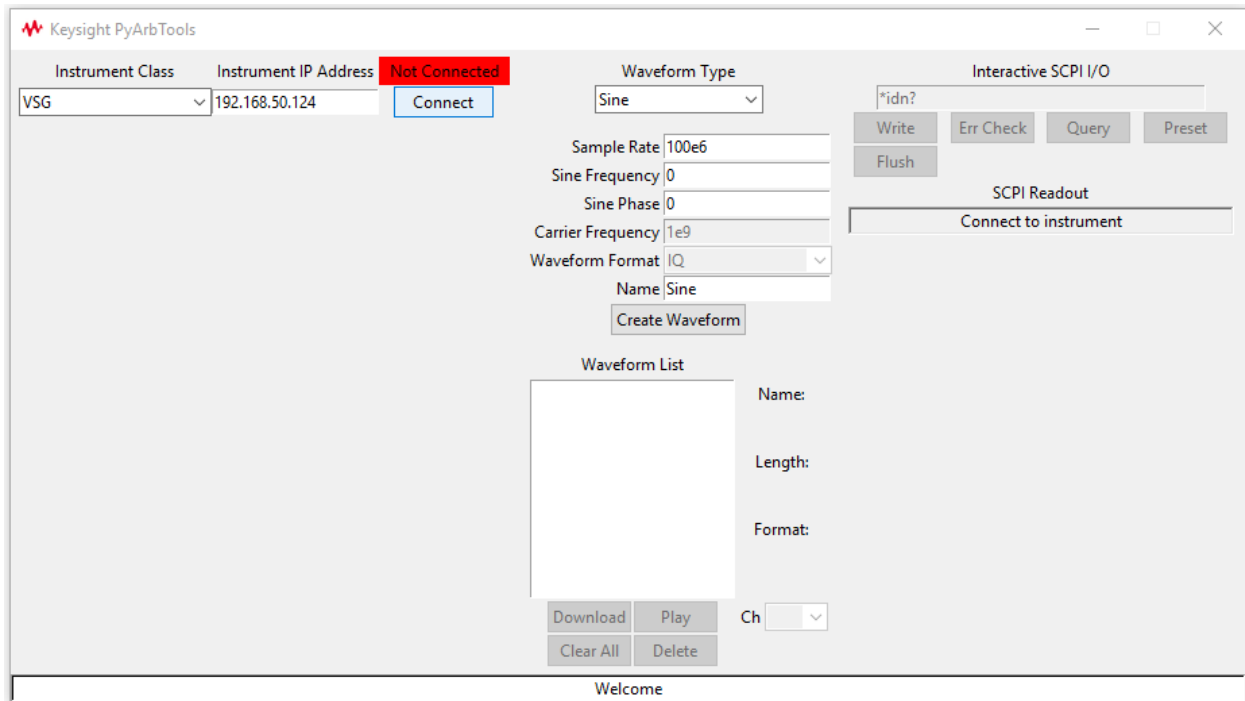 Keysight PyArbTools
Instrument Class Instrument IP Address Not Connected
VSG 192.168.50.124 Connect
Waveform Type
Sine
Sample Rate 100e6
Sine Frequency 0
Sine Phase 0
Carrier Frequency 1e9
Waveform Format IQ
Name Sine
Create Waveform
Waveform List
Name:
Length:
Format:
Download Play Ch
Clear All Delete
Interactive SCPI I/O
*idn?
Write Err Check Query Preset
Flush
SCPI Readout
Connect to instrument
Welcome